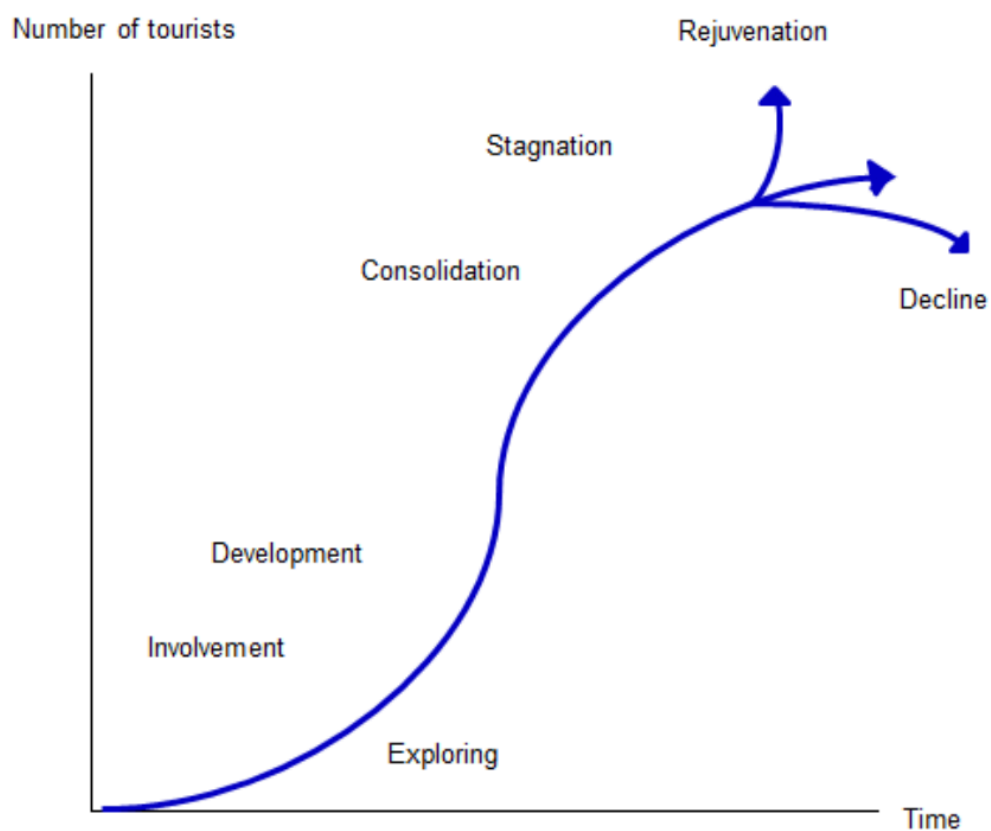 Number of tourists
Rejuvenation
Stagnation
Consolidation
Decline
Development
Involvement
Exploring
Time